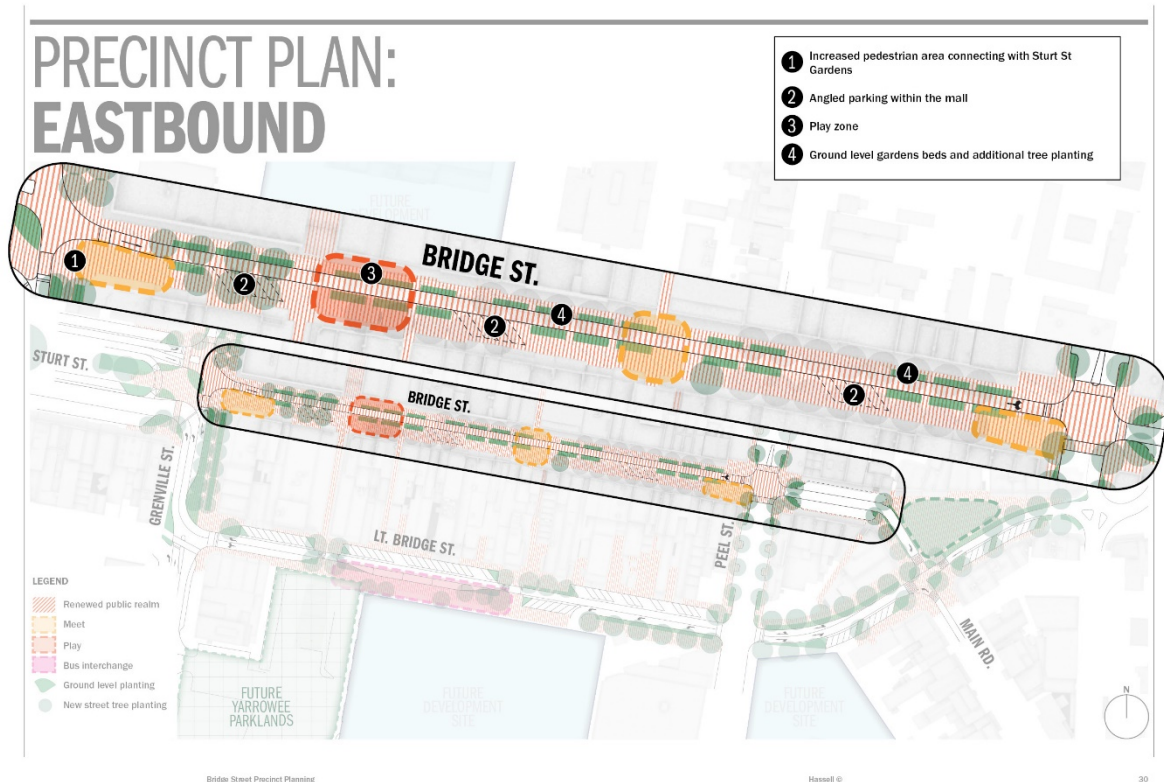 PRECINCT PLAN:
EASTBOUND
1 Increased pedestrian area connecting with Sturt St
Gardens
2 Angled parking within the mall
3 Play zone
4 Ground level gardens beds and additional tree planting
FUTURE
DEVELOPMENT
BRIDGE ST.
1
2
3
2
4
2
4
STURT ST.
BRIDGE ST.
GRENVILLE ST.
LT. BRIDGE ST.
PEEL ST.
MAIN RD.
LEGEND
Renewed public realm
Meet
Play
Bus interchange
Ground level planting
New street tree planting
FUTURE
YARROWEE
PARKLANDS
FUTURE
DEVELOPMENT
SITE
FUTURE
DEVELOPMENT
SITE
N
Bridge Street Precinct Planning
Hassell ©
30